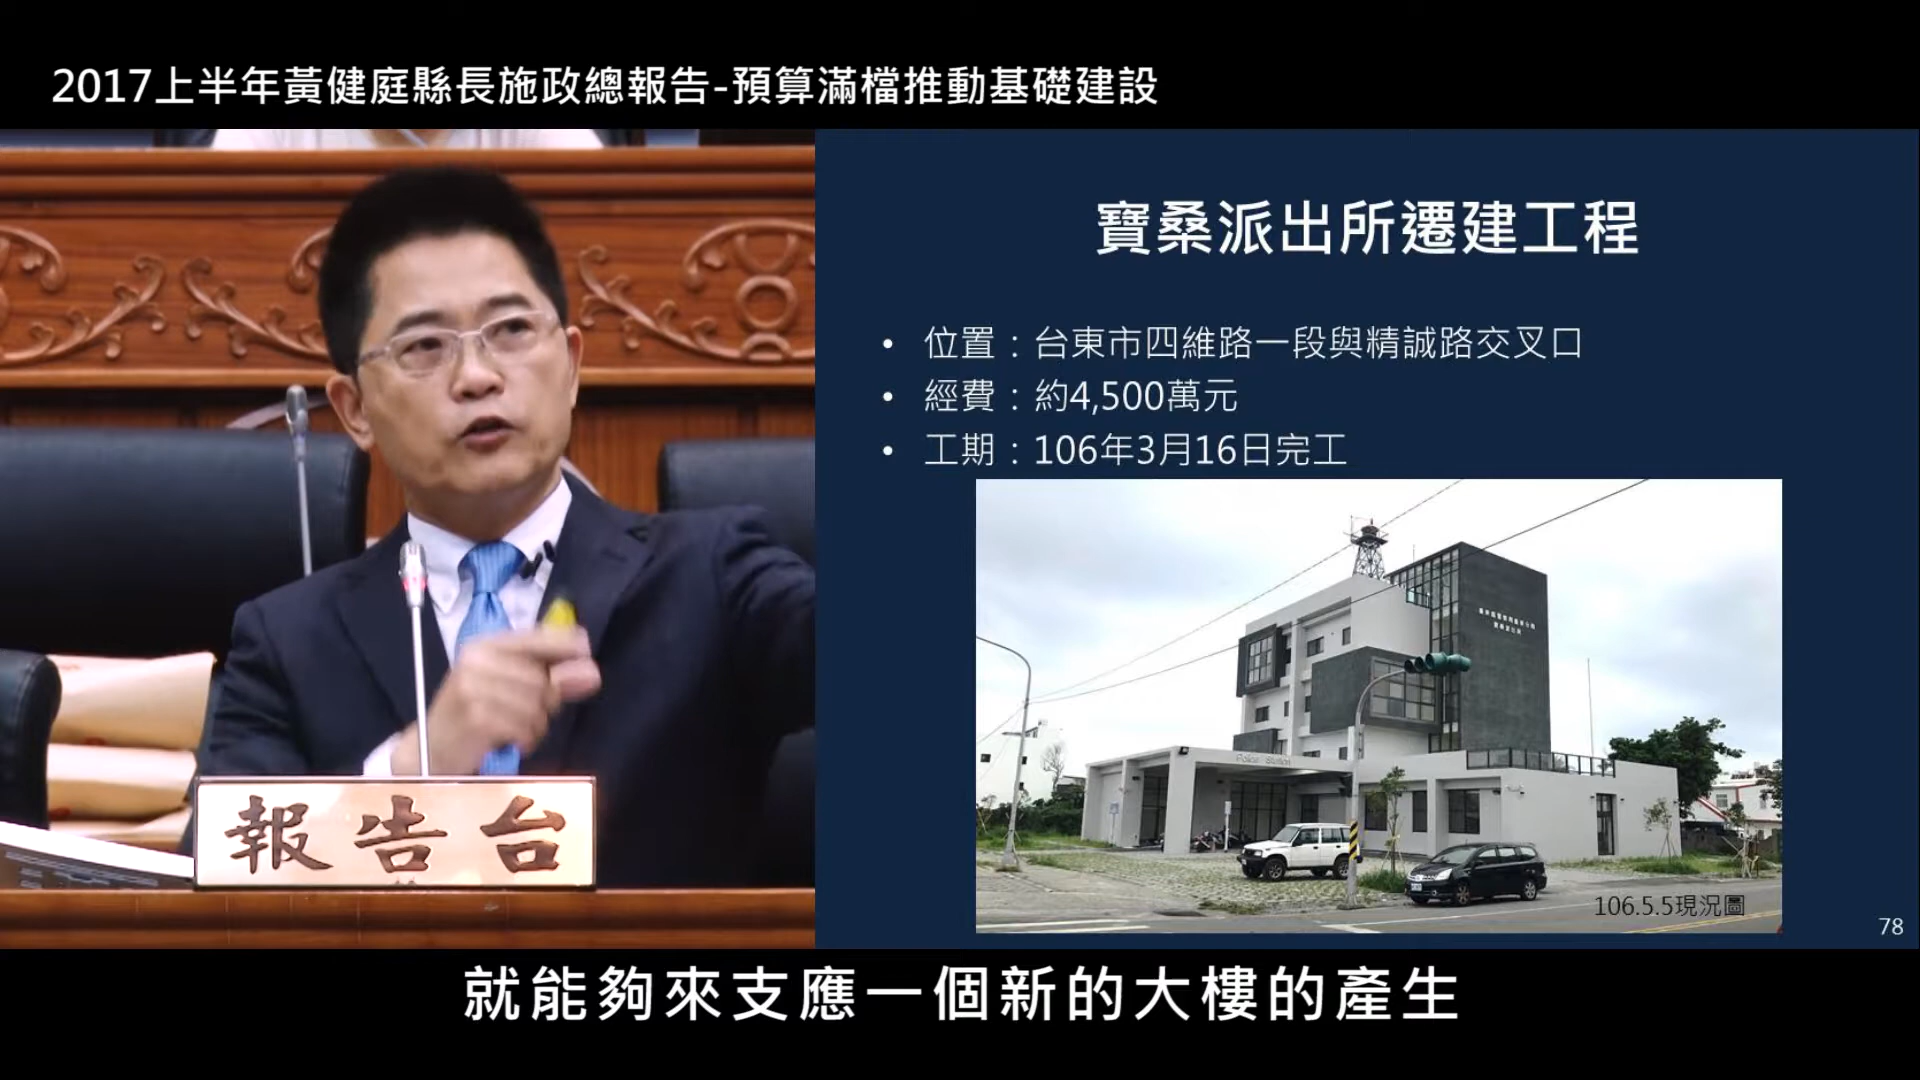 2017上半年黃健庭縣長施政總報告-預算滿檔推動基礎建設
寶桑派出所遷建工程
• 位置：台東市四維路一段與精誠路交叉口
• 經費：約4,500萬元
• 工期：106年3月16日完工
Police Station
106.5.5現況圖
78
報告台
就能夠來支應一個新的大樓的產生